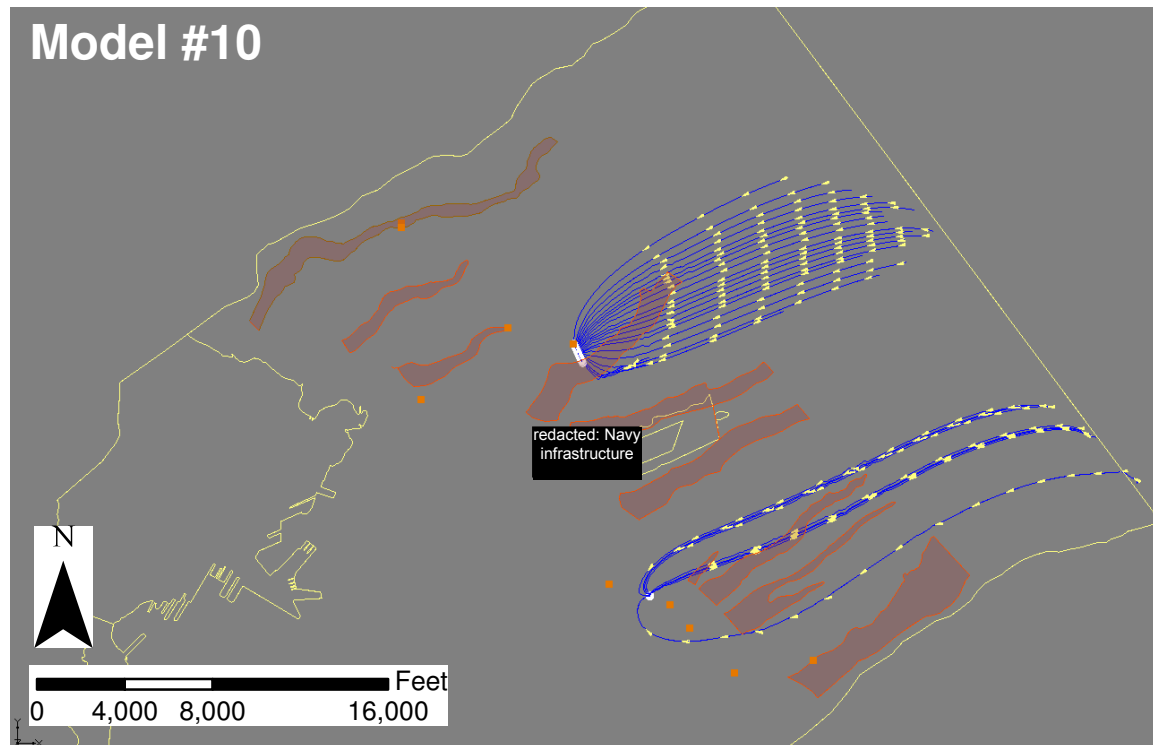 Model #10
redacted: Navy
infrastructure
N
Feet
0 4,000 8,000 16,000
Y
Z X